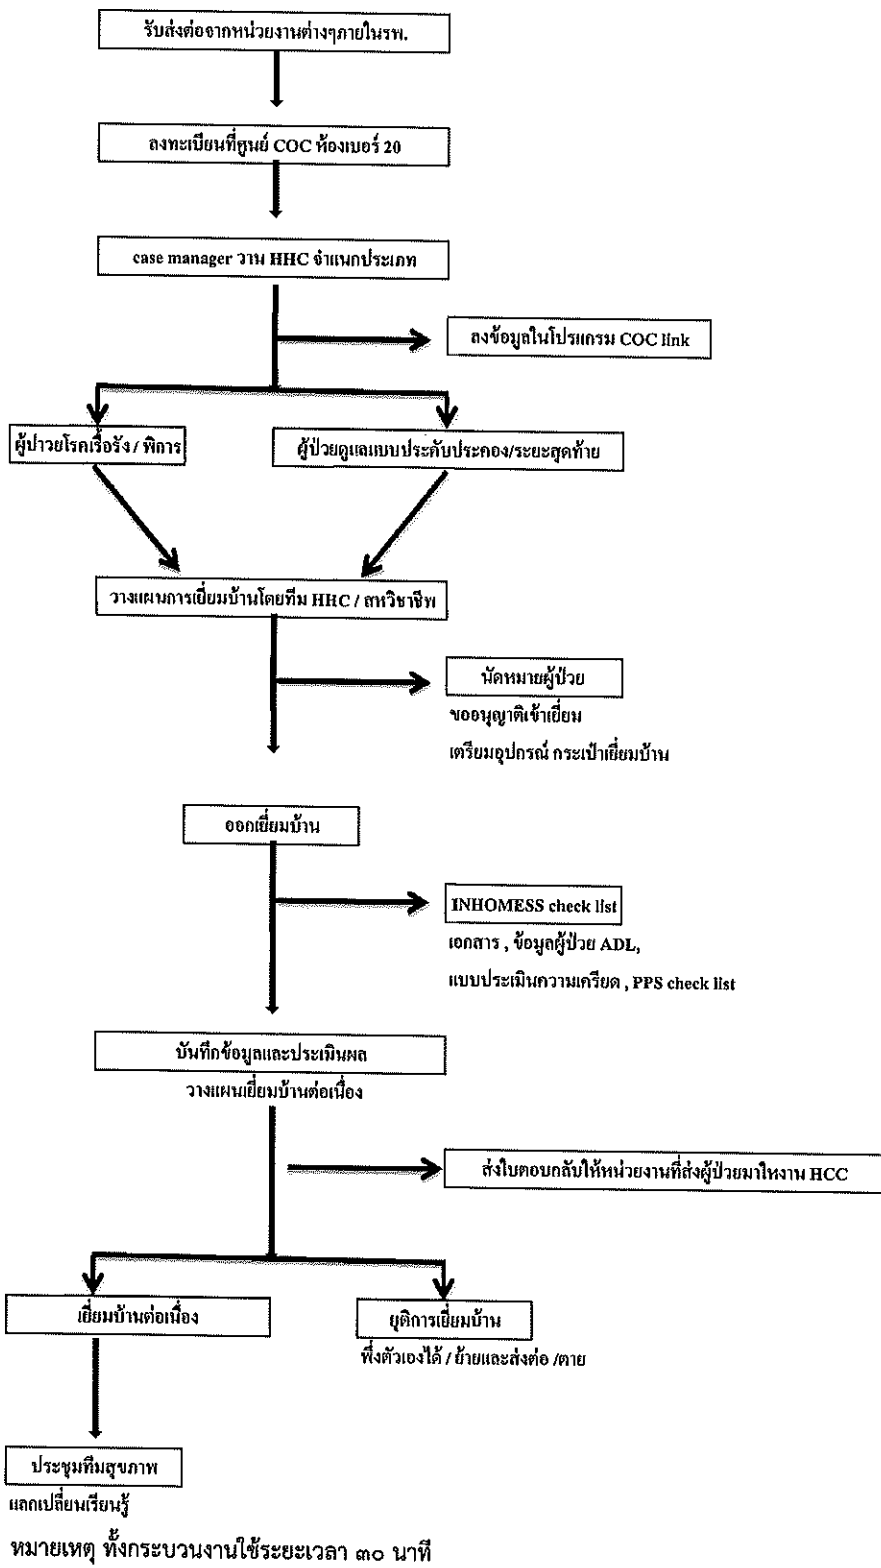 รับส่งต่อจากหน่วยงานต่างๆภายในรพ.
ลงทะเบียนที่ศูนย์ COC ห้องเบอร์ 20
case manager วาน HHC จำแนกประเภท
ลงข้อมูลในโปรแกรม COC link
ผู้ปาวยโรคเรื้อรัง / พิการ
ผู้ป่วยดูแลแบบประคับประคอง/ระยะสุดท้าย
วางแผนการเยี่ยมบ้านโดยทีม HHC / สหวิชาชีพ
นัดหมายผู้ป่วย
ขออนุญาติเข้าเยี่ยม
เตรียมอุปกรณ์ กระเป๋าเยี่ยมบ้าน
ออกเยี่ยมบ้าน
INHOMESS check list
เอกสาร , ข้อมูลผู้ป่วย ADL,
แบบประเมินความเครียด , PPS check list
บันทึกข้อมูลและประเมินผล
วางแผนเยี่ยมบ้านต่อเนื่อง
ส่งใบตอบกลับให้หน่วยงานที่ส่งผู้ป่วยมาใหงาน HCC
เยี่ยมบ้านต่อเนื่อง
ยุติการเยี่ยมบ้าน
พึ่งตัวเองได้ / ย้ายและส่งต่อ /ตาย
ประชุมทีมสุขภาพ
แลกเปลี่ยนเรียนรู้
หมายเหตุ ทั้งกระบวนงานใช้ระยะเวลา ๓๐ นาที